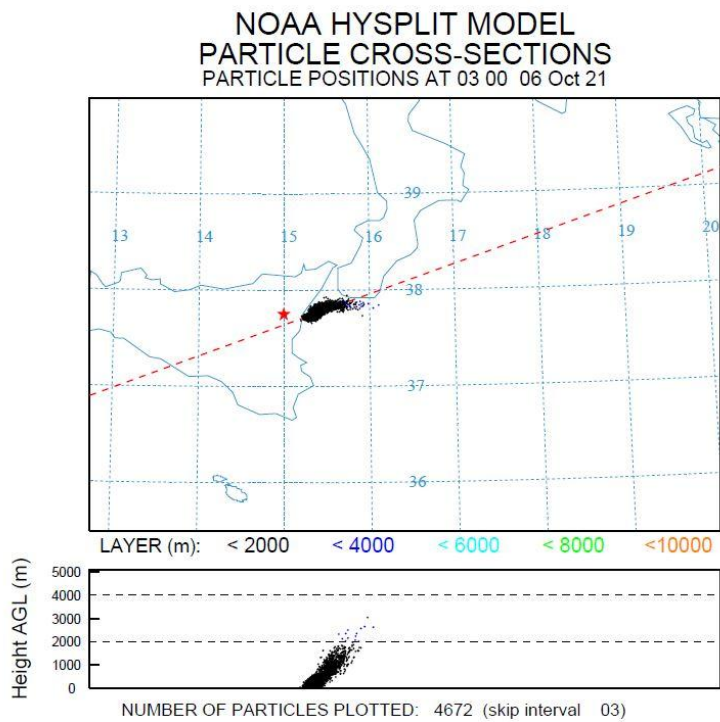 NOAA HYSPLIT MODEL
PARTICLE CROSS-SECTIONS
PARTICLE POSITIONS AT 03 00 06 Oct 21
39
13 14 15 16 17 18 19 20
38
37
36
LAYER (m): < 2000 < 4000 < 6000 < 8000 <10000
Height AGL (m)
5000
4000
3000
2000
1000
0
NUMBER OF PARTICLES PLOTTED: 4672 (skip interval 03)